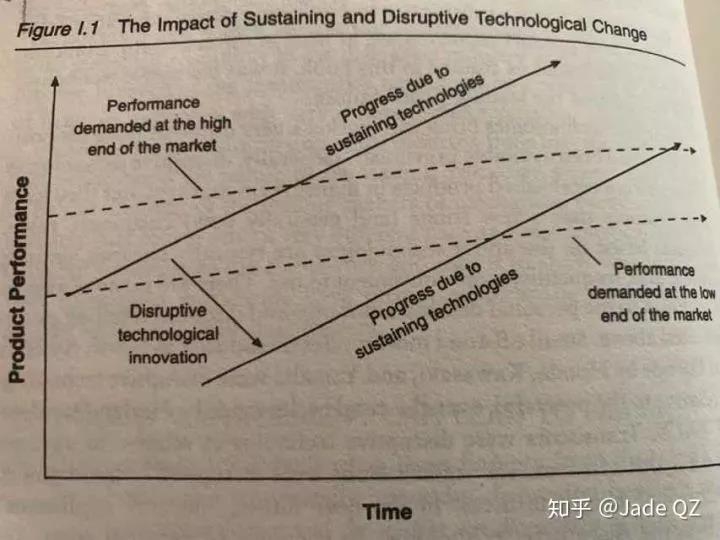 Figure I.1 The Impact of Sustaining and Disruptive Technological Change
Performance
demanded at the high
end of the market
Progress due to
sustaining technologies
Product Performance
Disruptive
technological
innovation
Progress due to
sustaining technologies
Performance
demanded at the low
end of the market
Time
知乎 @Jade QZ